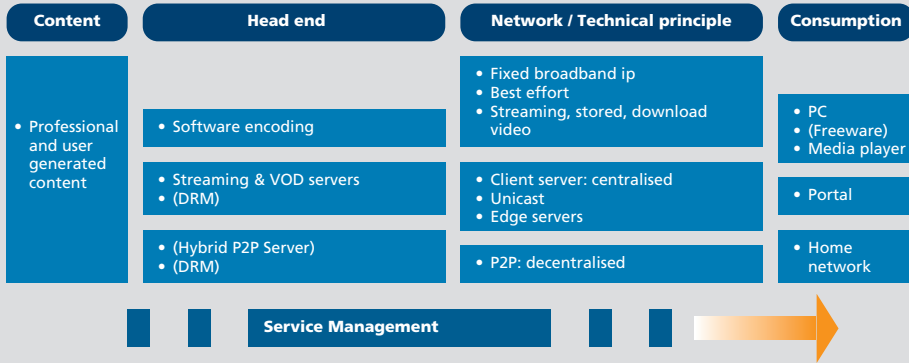 Content
Head end
Network / Technical principle
Consumption
• Professional
and user
generated
content
• Software encoding
• Streaming & VOD servers
• (DRM)
• (Hybrid P2P Server)
• (DRM)
• Fixed broadband ip
• Best effort
• Streaming, stored, download
video
• Client server: centralised
• Unicast
• Edge servers
• P2P: decentralised
• PC
• (Freeware)
• Media player
• Portal
• Home
network
Service Management